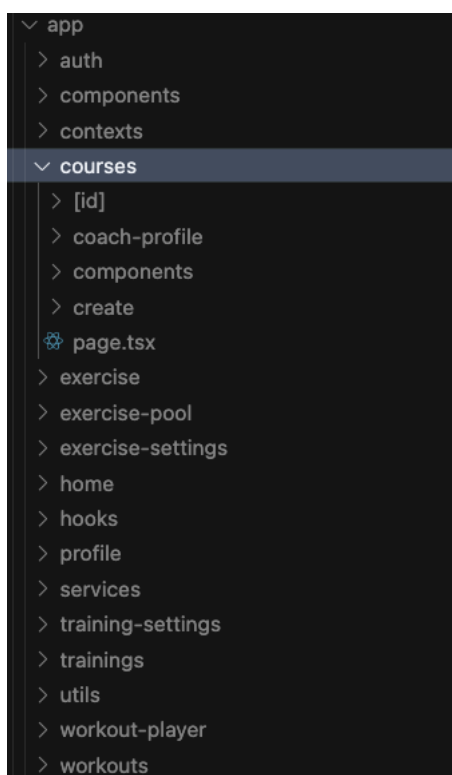 app
auth
components
contexts
courses
[id]
coach-profile
components
create
page.tsx
exercise
exercise-pool
exercise-settings
home
hooks
profile
services
training-settings
trainings
utils
workout-player
workouts